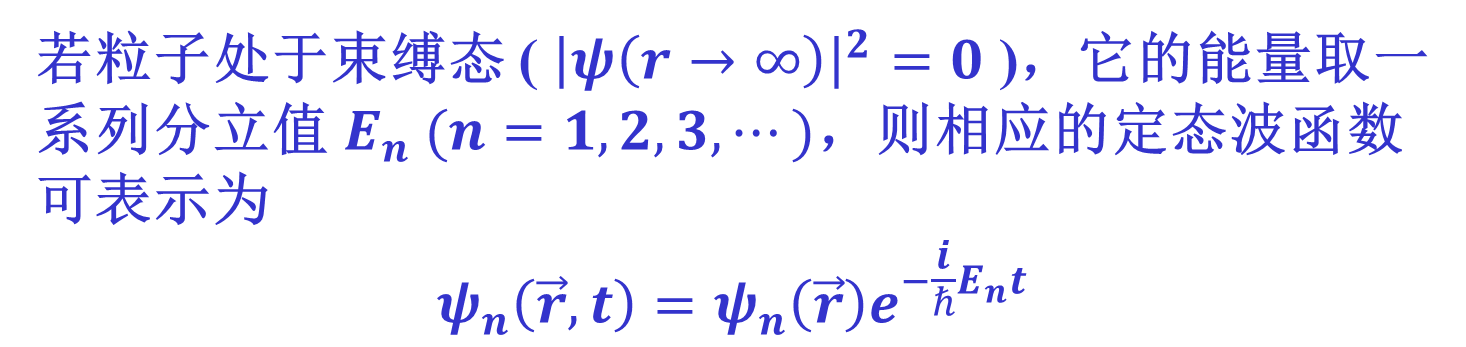 若粒子处于束缚态 ( |ψ(r → ∞)|² = 0 )，它的能量取一
系列分立值 Eₙ (n = 1, 2, 3, ⋯ )，则相应的定态波函数
可表示为
ψₙ(r⃗, t) = ψₙ(r⃗)e^{−\frac{i}{ℏ}Eₙt}